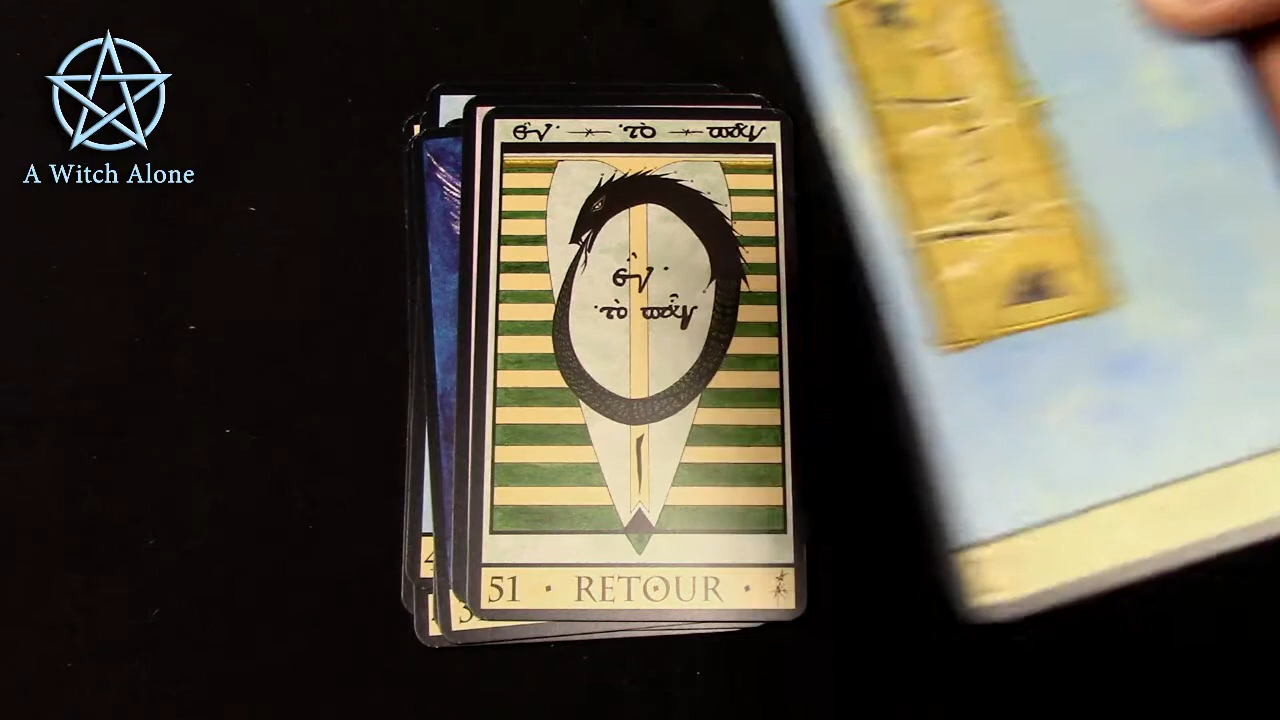 A Witch Alone
ἓν · τὸ · πᾶν
ἓν
τὸ πᾶν
51 · RETOUR ·